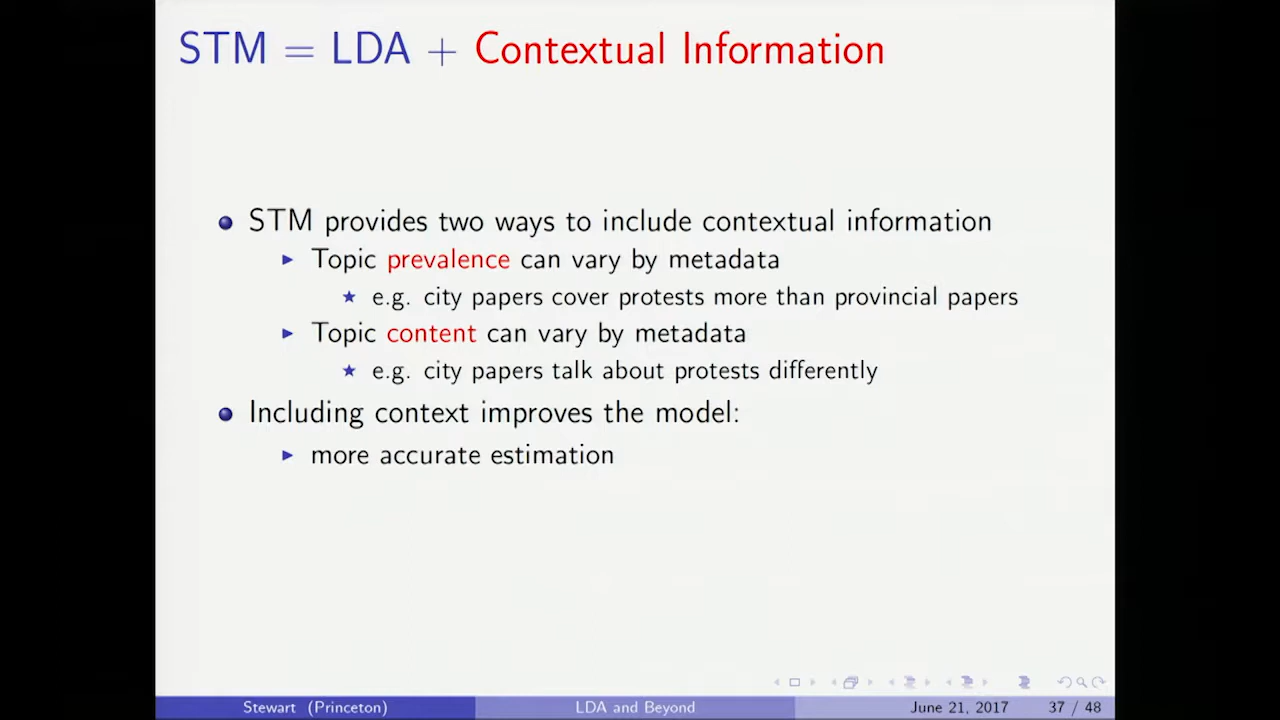 STM = LDA + Contextual Information
STM provides two ways to include contextual information
Topic prevalence can vary by metadata
e.g. city papers cover protests more than provincial papers
Topic content can vary by metadata
e.g. city papers talk about protests differently
Including context improves the model:
more accurate estimation
Stewart (Princeton) LDA and Beyond June 21, 2017 37 / 48